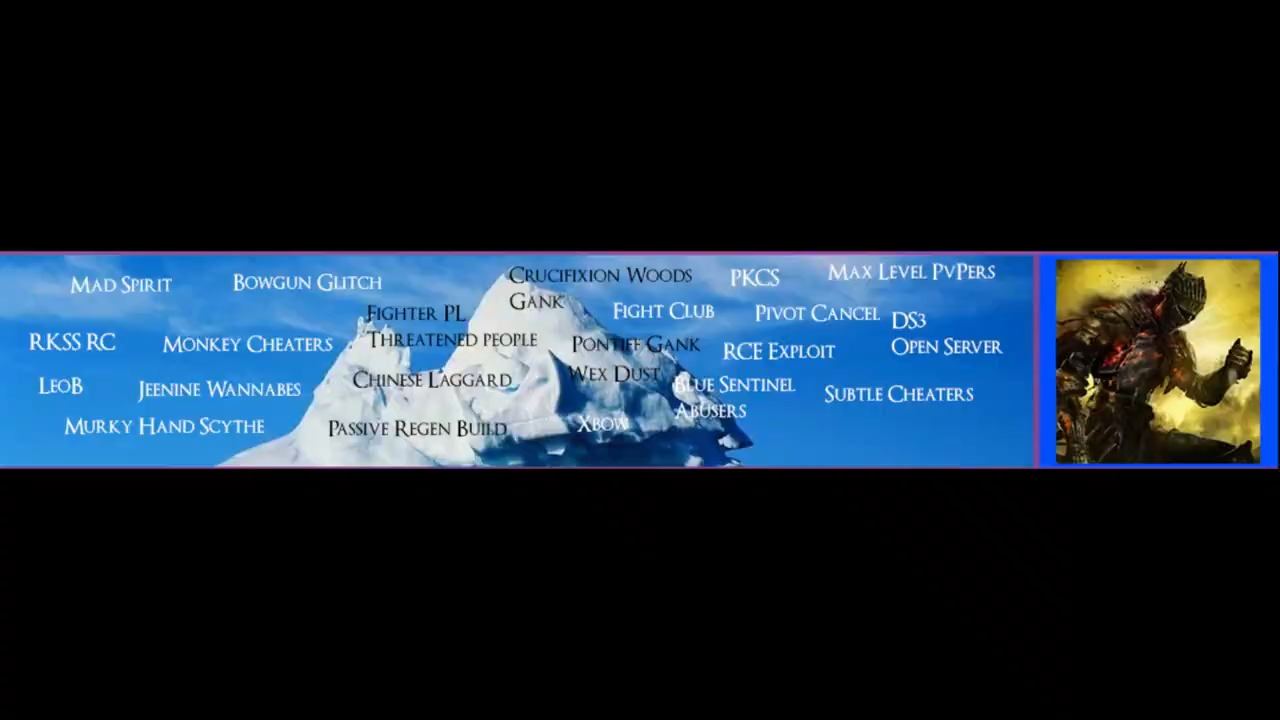 Mad Spirit
Bowgun Glitch
Crucifixion Woods
Gank
PKCS
Max Level PvPers
Fighter PL
Fight Club
Pivot Cancel
DS3
Open Server
RKSS RC
Monkey Cheaters
Threatened people
Pontiff Gank
RCE Exploit
LeoB
Jeenine Wannabes
Chinese Laggard
Wex Dust
Blue Sentinel
Abusers
Subtle Cheaters
Murky Hand Scythe
Passive Regen Build
Xbow